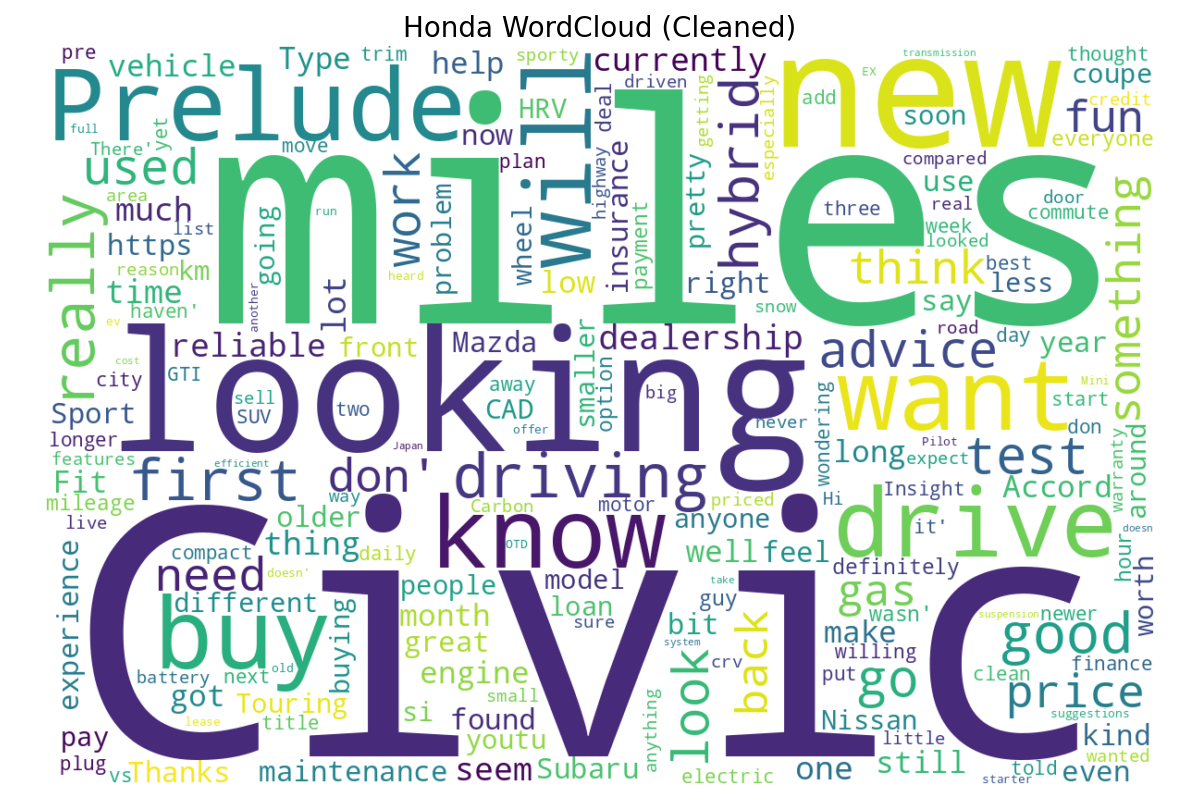 Honda WordCloud (Cleaned)
pre
vehicle
Type
trim
help
sporty
currently
transmission
thought
Prelude
Will
driven
new
EX
coupe
full
HRV
deal
getting
add
credit
There'
yet
move
now
hybrid
especially
soon
fun
everyone
used
miles
work
plan
highway
insurance
pretty
compared
area
much
run
problem
wheel
payment
three
use
real
door
commute
really
list
https
going
week
looked
something
reason
km
heard
low
right
think
best
less
time
haven'
another
lot
snow
say
ev
looking
reliable
front
Mazda
smaller
dealership
advice
road
day
year
cost
city
GTI
away
option
big
want
Mini
start
Sport
sell
SUV
two
CAD
offer
never
wondering
don
longer
Japan
long
Pilot
expect
test
around
warranty
features
efficient
first
don'
driving
Fit
way
Carbon
motor
priced
Hi
Insight
Accord
mileage
live
older
know
OTD
anyone
drive
it'
doesn
hour
experience
compact
thing
daily
well
feel
definitely
worth
need
doesn'
people
model
take
gas
different
buy
buying
month
loan
sure
guy
wasn'
suspension
newer
Civic
great
bit
system
back
make
willing
good
battery
next
old
engine
look
crv
put
go
clean
finance
got
Touring
small
price
lease
title
si
found
anything
Nissan
suggestions
pay
youtu
little
kind
plug
vs
Thanks
maintenance
seem
Subaru
electric
one
still
starter
told
wanted
even